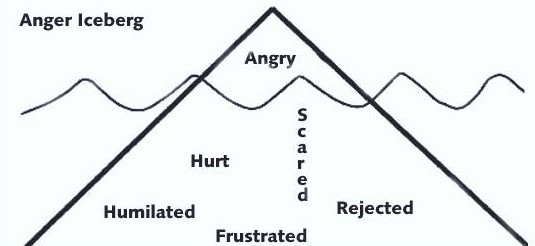 Anger Iceberg
Angry
Scared
Hurt
Humilated
Rejected
Frustrated